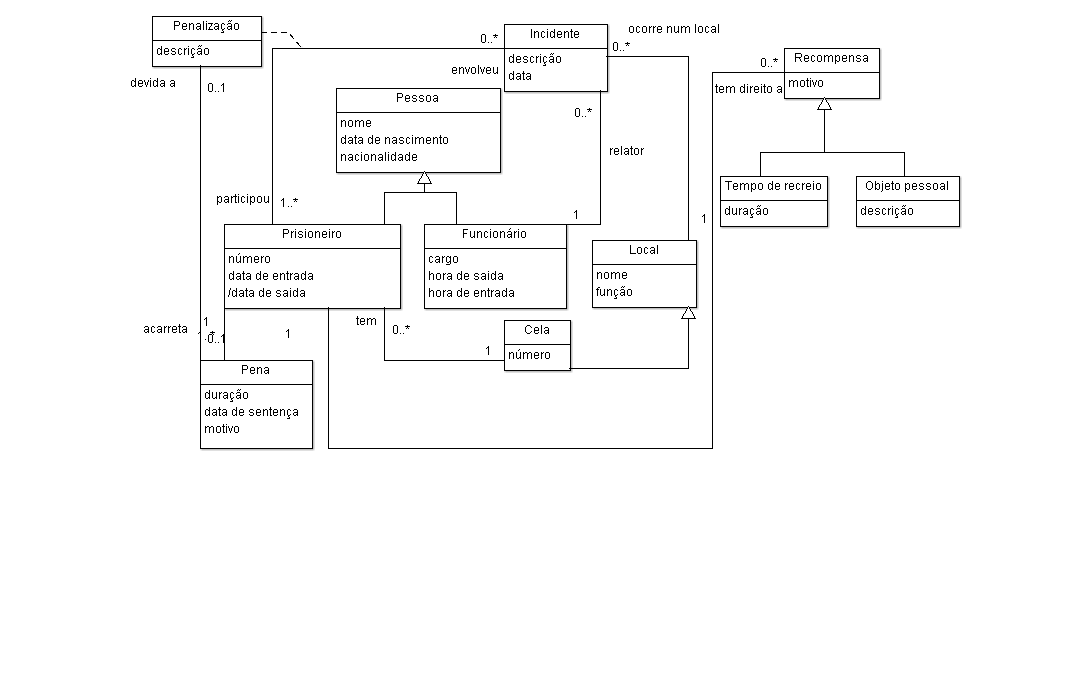 Penalização
descrição
devida a
0..1
Incidente
descrição
data
0..*
envolveu
ocorre num local
0..*
Recompensa
motivo
0..*
tem direito a
Pessoa
nome
data de nascimento
nacionalidade
0..*
relator
1
Tempo de recreio
duração
Objeto pessoal
descrição
participou
1..*
1
Prisioneiro
número
data de entrada
/data de saida
Funcionário
cargo
hora de saida
hora de entrada
Local
nome
função
acarreta
1
0..1
1
tem
0..*
1
Cela
número
Pena
duração
data de sentença
motivo